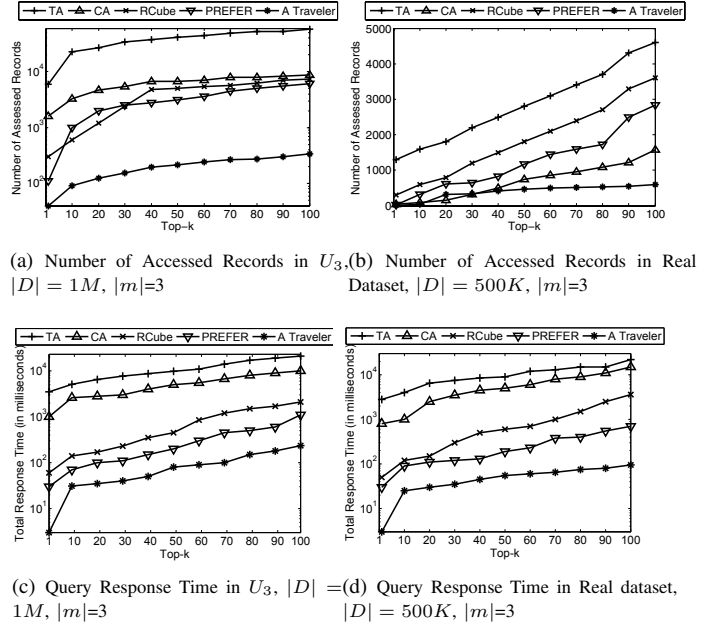 TA CA RCube PREFER A Traveler
Number of Assessed Records
10^4
10^3
10^2
1 10 20 30 40 50 60 70 80 90 100
Top-k
TA CA RCube PREFER A Traveler
Number of Assessed Records
5000
4000
3000
2000
1000
0
1 10 20 30 40 50 60 70 80 90 100
Top-k
(a) Number of Accessed Records in U_3,
|D| = 1M, |m|=3
(b) Number of Accessed Records in Real
Dataset, |D| = 500K, |m|=3
TA CA RCube PREFER A Traveler
Total Response Time (in milliseconds)
10^4
10^3
10^2
10^1
1 10 20 30 40 50 60 70 80 90 100
Top-k
TA CA RCube PREFER A Traveler
Total Response Time (in milliseconds)
10^4
10^3
10^2
10^1
1 10 20 30 40 50 60 70 80 90 100
Top-k
(c) Query Response Time in U_3, |D| =
1M, |m|=3
(d) Query Response Time in Real dataset,
|D| = 500K, |m|=3